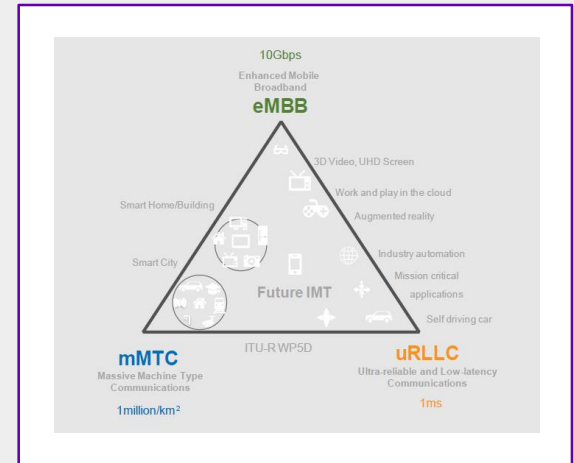 10Gbps
Enhanced Mobile
Broadband
eMBB
3D Video, UHD Screen
Work and play in the cloud
Smart Home/Building
Augmented reality
Industry automation
Smart City
Mission critical
applications
Future IMT
Self driving car
ITU-R WP5D
mMTC
Massive Machine Type
Communications
1million/km²
uRLLC
Ultra-reliable and Low-latency
Communications
1ms